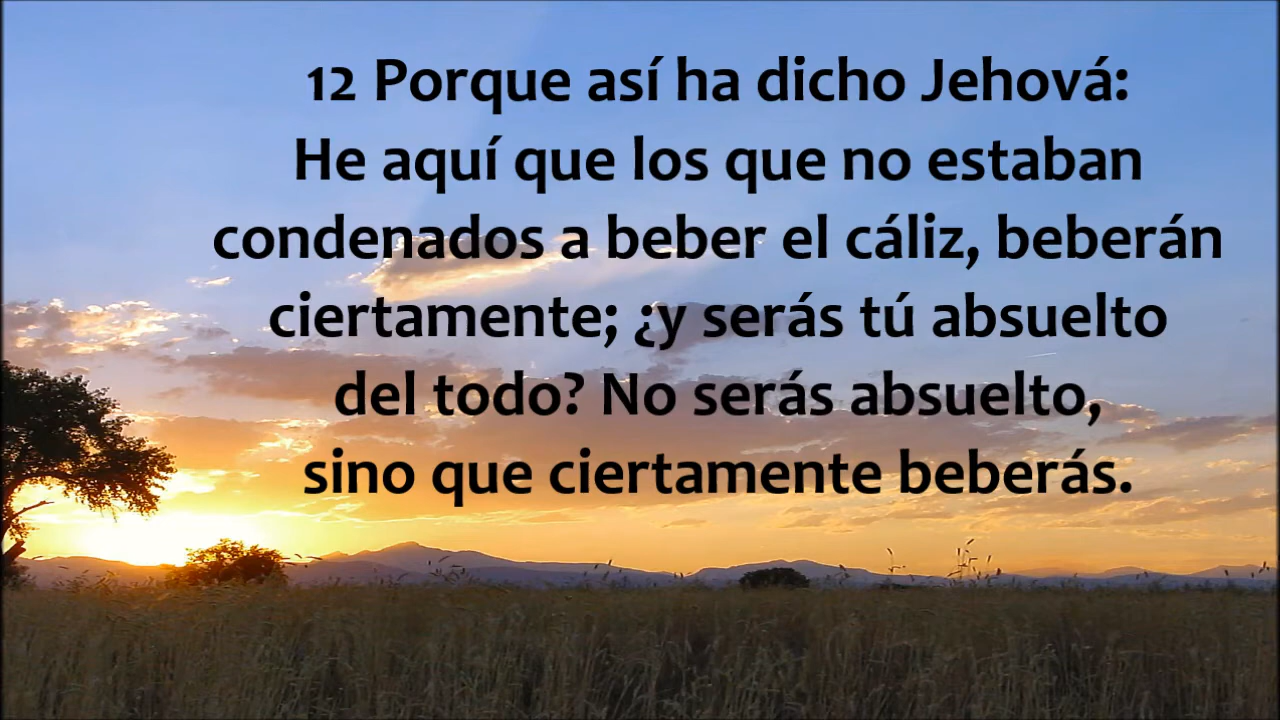 12 Porque así ha dicho Jehová:
He aquí que los que no estaban
condenados a beber el cáliz, beberán
ciertamente; ¿y serás tú absuelto
del todo? No serás absuelto,
sino que ciertamente beberás.